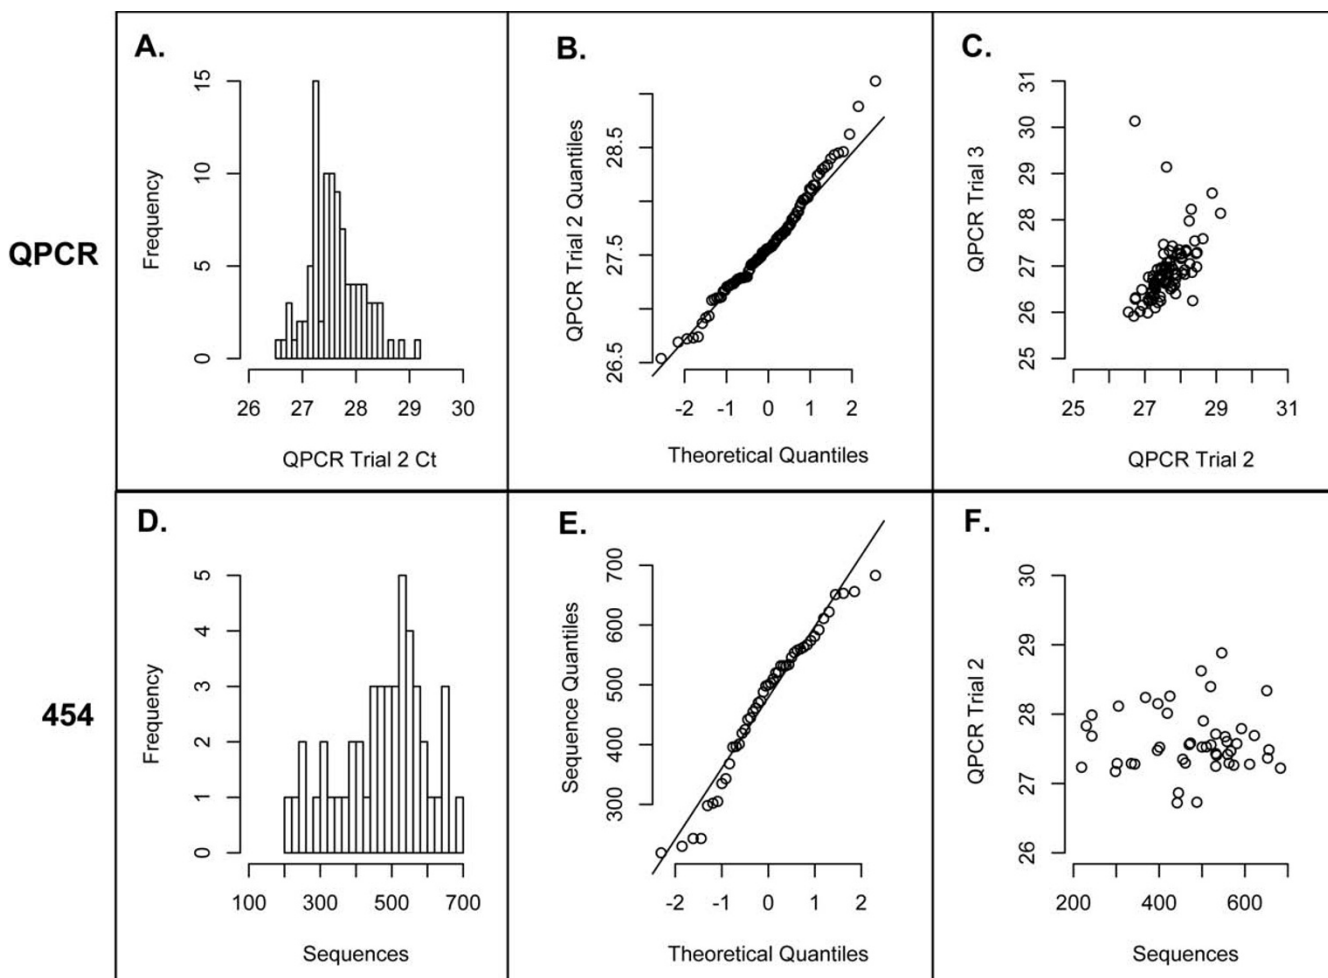 A.
B.
C.
QPCR
Frequency
0 5 10 15
26 27 28 29 30
QPCR Trial 2 Ct
QPCR Trial 2 Quantiles
26.5 27.5 28.5
-2 -1 0 1 2
Theoretical Quantiles
QPCR Trial 3
25 26 27 28 29 30 31
25 27 29 31
QPCR Trial 2
D.
E.
F.
454
Frequency
0 1 2 3 4 5
100 300 500 700
Sequences
Sequence Quantiles
300 400 500 600 700
-2 -1 0 1 2
Theoretical Quantiles
QPCR Trial 2
26 27 28 29 30
200 400 600
Sequences